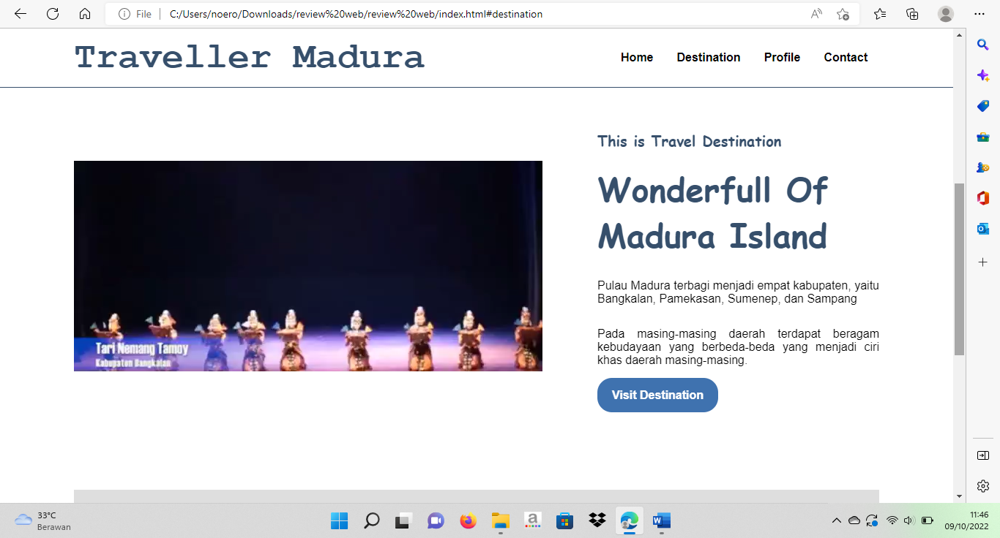 File
C:/Users/noero/Downloads/review%20web/review%20web/index.html#destination
Traveller Madura
Home
Destination
Profile
Contact
This is Travel Destination
Wonderfull Of
Madura Island
Pulau Madura terbagi menjadi empat kabupaten, yaitu
Bangkalan, Pamekasan, Sumenep, dan Sampang
Pada masing-masing daerah terdapat beragam
kebudayaan yang berbeda-beda yang menjadi ciri
khas daerah masing-masing.
Visit Destination
Tari Nemang Tamoy
Kabupaten Bangkalan
33°C
Berawan
11:46
09/10/2022